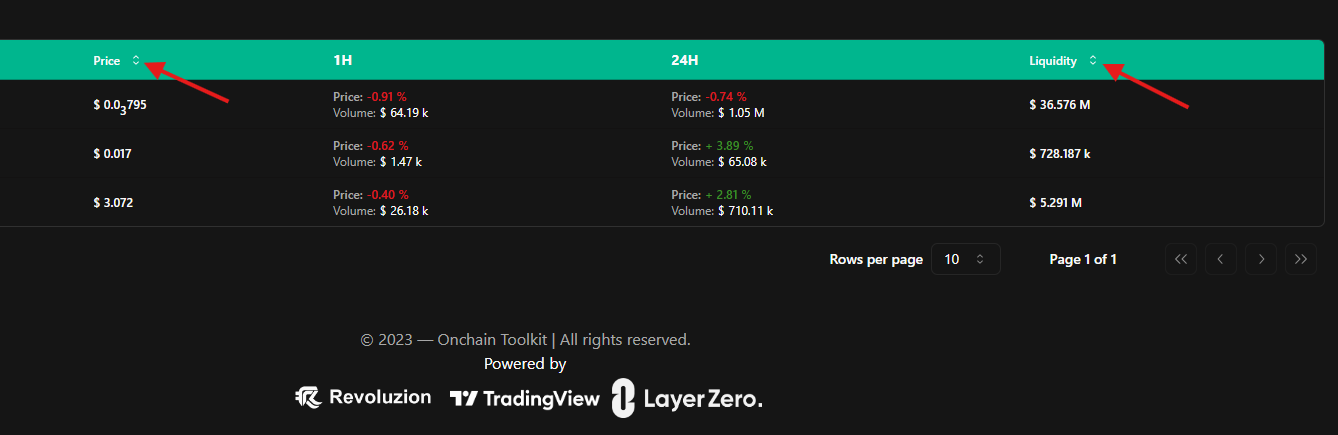 Price 1H 24H Liquidity
$ 0.0₃795 Price: -0.91 % Price: -0.74 % $ 36.576 M
Volume: $ 64.19 k Volume: $ 1.05 M
$ 0.017 Price: -0.62 % Price: + 3.89 % $ 728.187 k
Volume: $ 1.47 k Volume: $ 65.08 k
$ 3.072 Price: -0.40 % Price: + 2.81 % $ 5.291 M
Volume: $ 26.18 k Volume: $ 710.11 k
Rows per page 10 Page 1 of 1
© 2023 — Onchain Toolkit | All rights reserved.
Powered by
Revoluzion TradingView LayerZero.